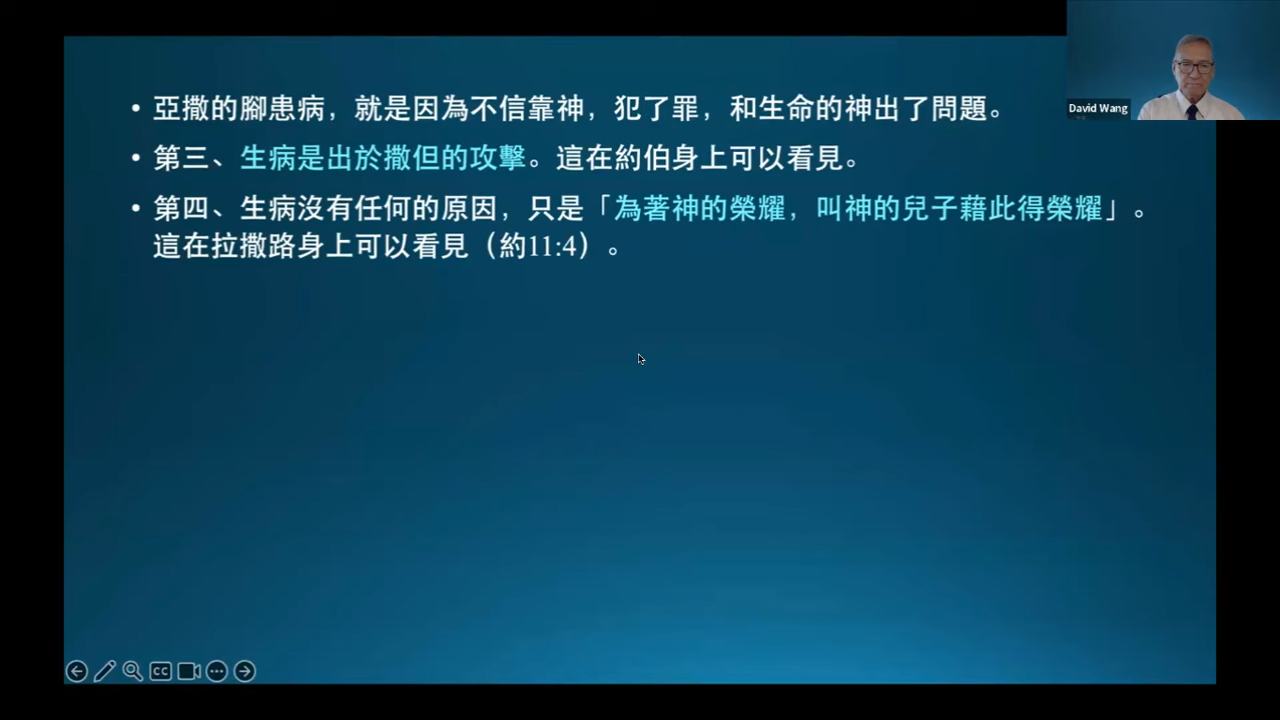 • 亞撒的腳患病，就是因為不信靠神，犯了罪，和生命的神出了問題。
• 第三、生病是出於撒但的攻擊。這在約伯身上可以看見。
• 第四、生病沒有任何的原因，只是「為著神的榮耀，叫神的兒子藉此得榮耀」。
這在拉撒路身上可以看見（約11:4）。
David Wang
CC